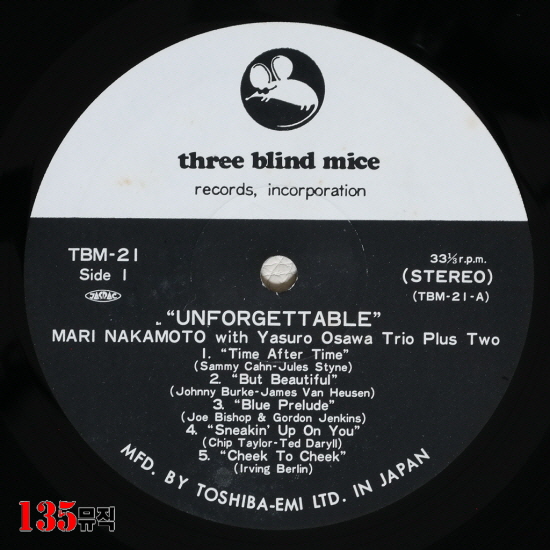 three blind mice
records, incorporation
TBM-21
Side 1
JASRAC
33⅓ r.p.m.
(STEREO)
(TBM-21-A)
"UNFORGETTABLE"
MARI NAKAMOTO with Yasuro Osawa Trio Plus Two
1. "Time After Time"
(Sammy Cahn-Jules Styne)
2. "But Beautiful"
(Johnny Burke-James Van Heusen)
3. "Blue Prelude"
(Joe Bishop & Gordon Jenkins)
4. "Sneakin' Up On You"
(Chip Taylor-Ted Daryll)
5. "Cheek To Cheek"
(Irving Berlin)
MFD. BY TOSHIBA-EMI LTD. IN JAPAN
135뮤직